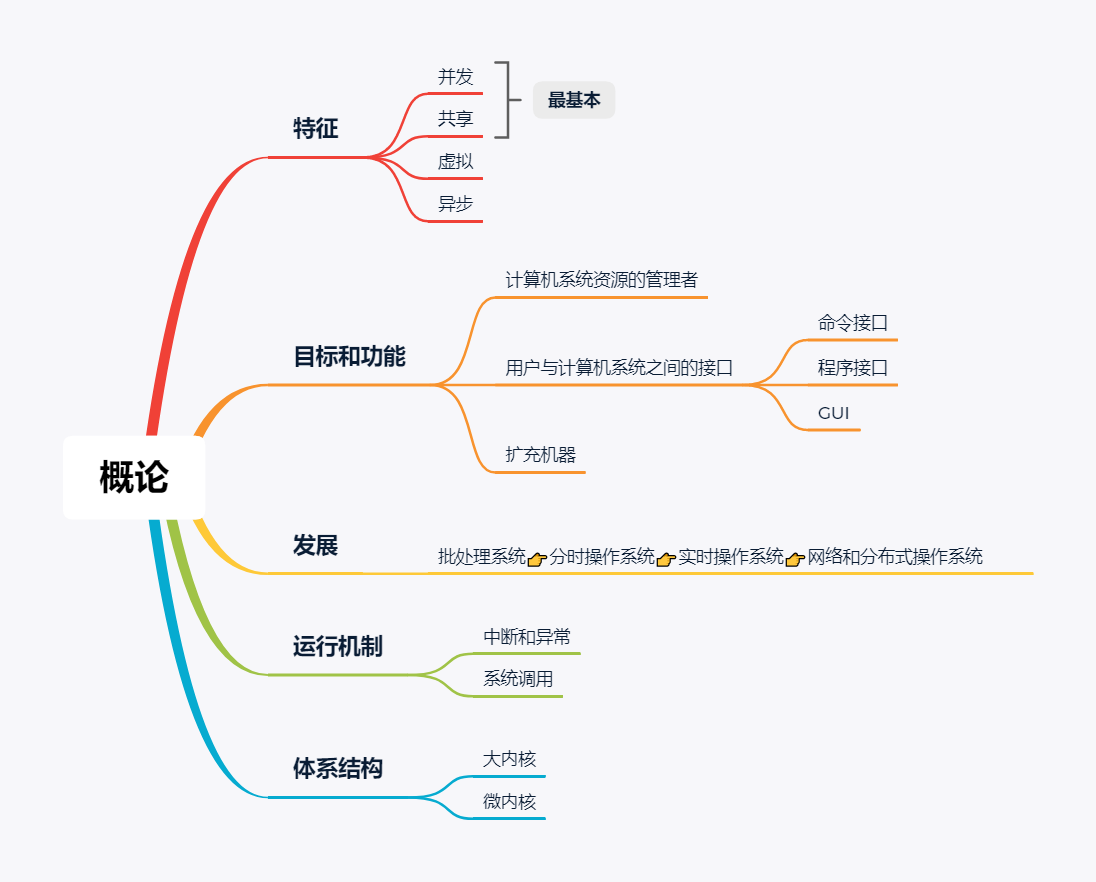 概论
特征
并发
共享
最基本
虚拟
异步
目标和功能
计算机系统资源的管理者
用户与计算机系统之间的接口
命令接口
程序接口
GUI
扩充机器
发展
批处理系统👉分时操作系统👉实时操作系统👉网络和分布式操作系统
运行机制
中断和异常
系统调用
体系结构
大内核
微内核